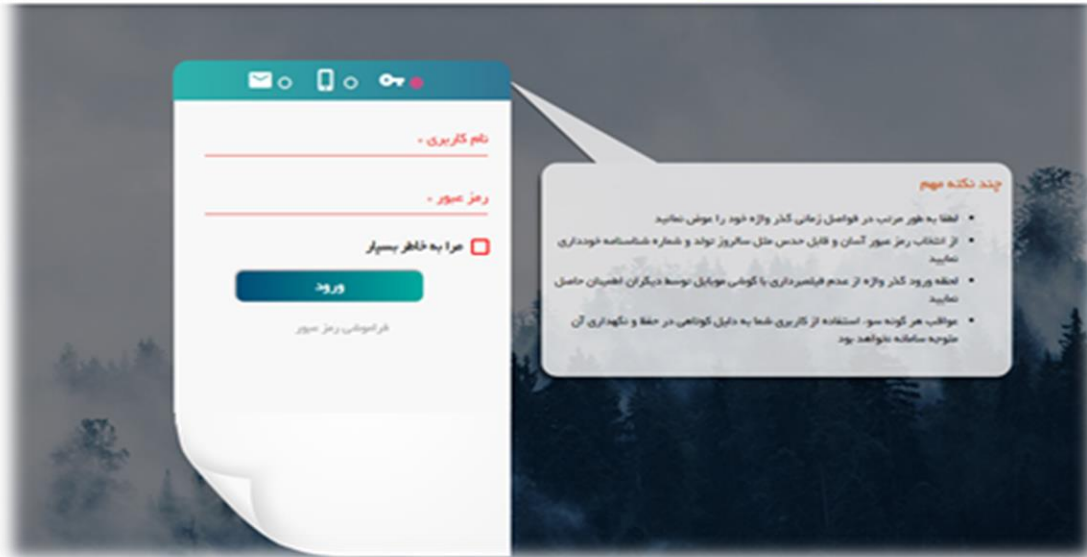 نام کاربری *
رمز عبور *
مرا به خاطر بسپار
ورود
فراموشی رمز عبور
چند نکته مهم
لطفا به طور مرتب در فواصل زمانی گذر واژه خود را عوض نمائید
از انتخاب رمز عبور آسان و قابل حدس مثل سالروز تولد و شماره شناسنامه خودداری
نمایید
لحظه ورود گذر واژه از عدم فیلمبرداری با گوشی موبایل توسط دیگران اطمینان حاصل
نمایید
عواقب هر گونه سوء استفاده از کاربری شما به دلیل کوتاهی در حفظ و نگهداری آن
متوجه سامانه نخواهد بود